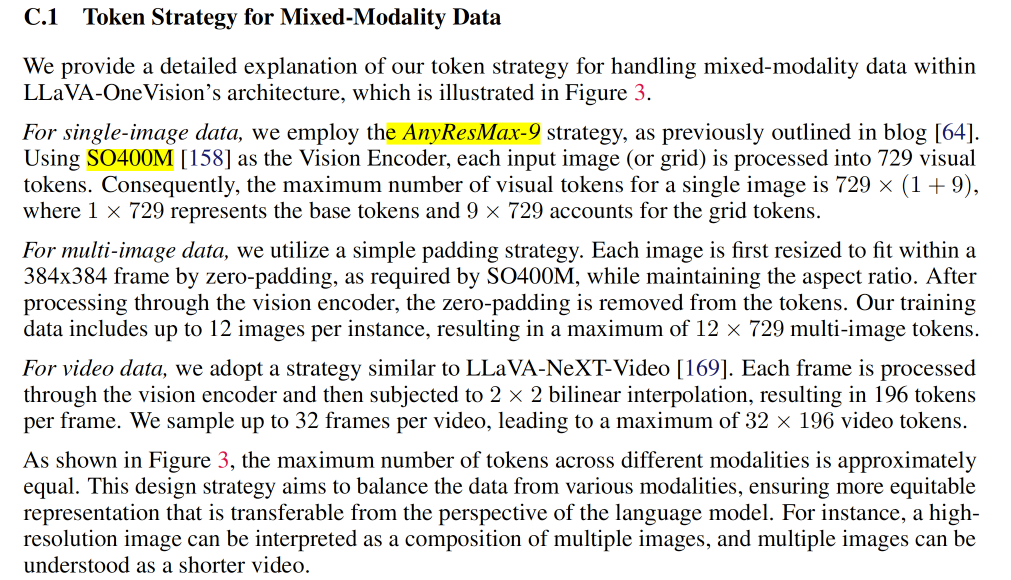 C.1 Token Strategy for Mixed-Modality Data
We provide a detailed explanation of our token strategy for handling mixed-modality data within
LLaVA-OneVision's architecture, which is illustrated in Figure 3.
For single-image data, we employ the AnyResMax-9 strategy, as previously outlined in blog [64].
Using SO400M [158] as the Vision Encoder, each input image (or grid) is processed into 729 visual
tokens. Consequently, the maximum number of visual tokens for a single image is 729 × (1 + 9),
where 1 × 729 represents the base tokens and 9 × 729 accounts for the grid tokens.
For multi-image data, we utilize a simple padding strategy. Each image is first resized to fit within a
384x384 frame by zero-padding, as required by SO400M, while maintaining the aspect ratio. After
processing through the vision encoder, the zero-padding is removed from the tokens. Our training
data includes up to 12 images per instance, resulting in a maximum of 12 × 729 multi-image tokens.
For video data, we adopt a strategy similar to LLaVA-NeXT-Video [169]. Each frame is processed
through the vision encoder and then subjected to 2 × 2 bilinear interpolation, resulting in 196 tokens
per frame. We sample up to 32 frames per video, leading to a maximum of 32 × 196 video tokens.
As shown in Figure 3, the maximum number of tokens across different modalities is approximately
equal. This design strategy aims to balance the data from various modalities, ensuring more equitable
representation that is transferable from the perspective of the language model. For instance, a high-
resolution image can be interpreted as a composition of multiple images, and multiple images can be
understood as a shorter video.